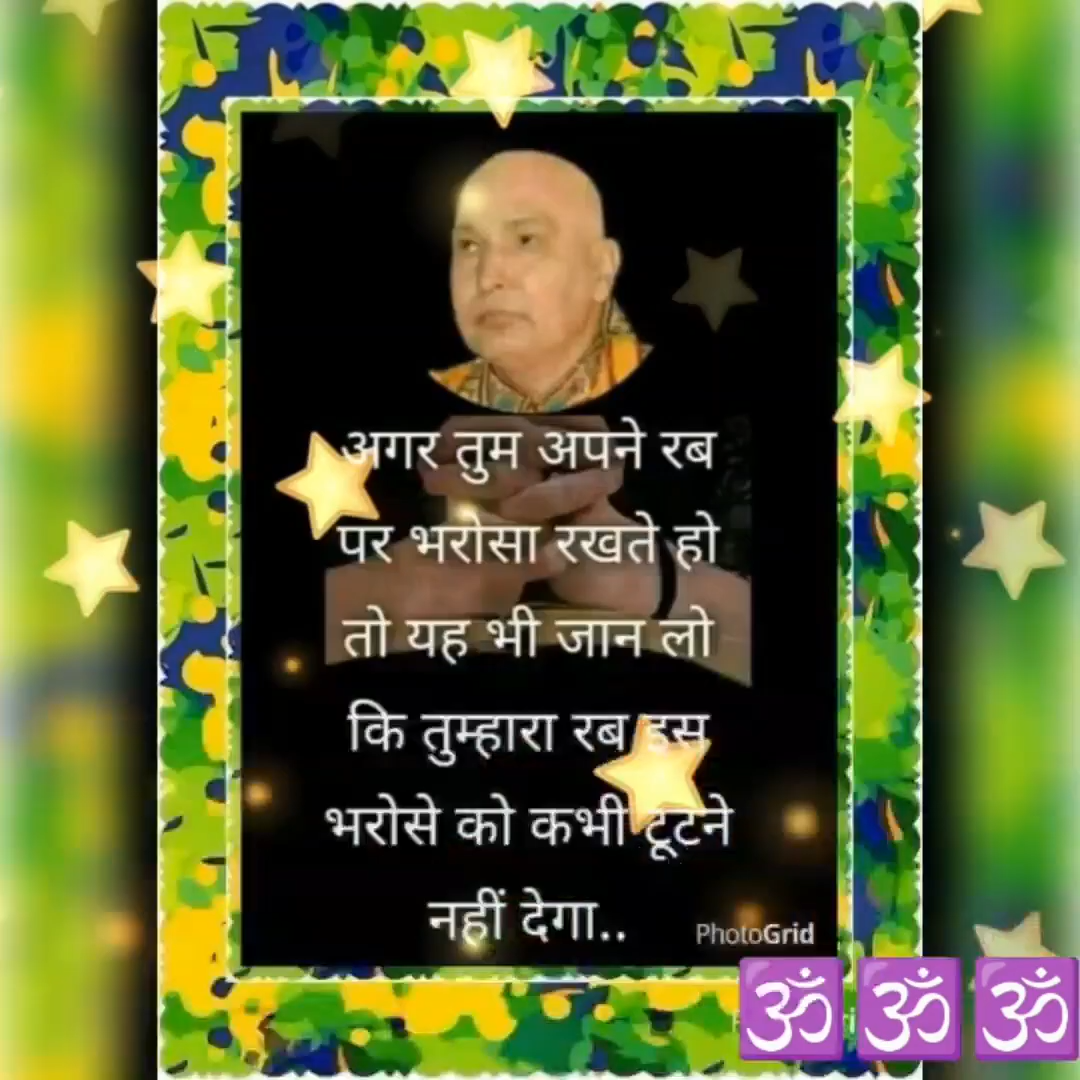 अगर तुम अपने रब
पर भरोसा रखते हो
तो यह भी जान लो
कि तुम्हारा रब इस
भरोसे को कभी टूटने
नहीं देगा..
PhotoGrid
ॐ ॐ ॐ